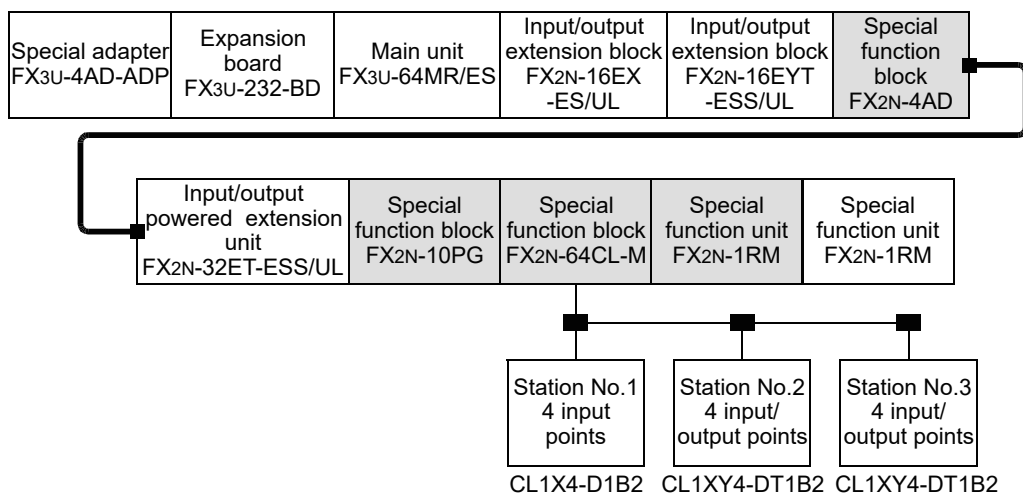 Special adapter
FX3U-4AD-ADP
Expansion
board
FX3U-232-BD
Main unit
FX3U-64MR/ES
Input/output
extension block
FX2N-16EX
-ES/UL
Input/output
extension block
FX2N-16EYT
-ESS/UL
Special
function
block
FX2N-4AD
Input/output
powered extension
unit
FX2N-32ET-ESS/UL
Special
function block
FX2N-10PG
Special
function block
FX2N-64CL-M
Special
function unit
FX2N-1RM
Special
function unit
FX2N-1RM
Station No.1
4 input
points
CL1X4-D1B2
Station No.2
4 input/
output points
CL1XY4-DT1B2
Station No.3
4 input/
output points
CL1XY4-DT1B2